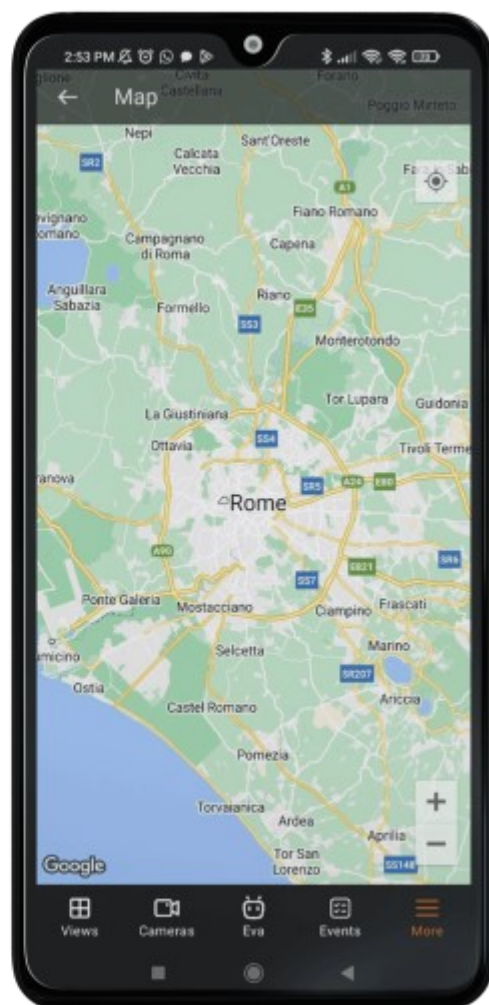 2:53 PM
Civita
Castellana
Map
Poggio Mirteto
Nepi
Sant'Oreste
SR2
Calcata
Vecchia
A1
Fiano Romano
Campagnano
di Roma
Capena
Anguillara
Sabazia
Formello
Riano
E35
SS3
Monterotondo
La Giustiniana
Tor Lupara
Guidonia
Ottavia
SS4
Tivoli Terme
SR5
A24
E80
Rome
A90
E821
SR6
SS7
Ponte Galeria
Mostacciano
Ciampino
Frascati
umicino
Selcetta
Marino
Ostia
SR207
Ariccia
Castel Romano
Pomezia
Torvaianica
Ardea
Aprilia
Tor San
Lorenzo
SS148
Google
Views
Cameras
Eva
Events
More